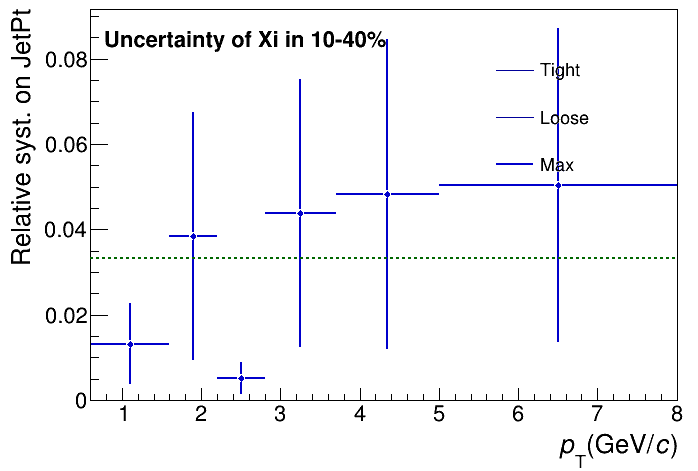 Uncertainty of Xi in 10-40%
Relative syst. on JetPt
Tight
Loose
Max
0.08
0.06
0.04
0.02
0
1 2 3 4 5 6 7 8
pT(GeV/c)